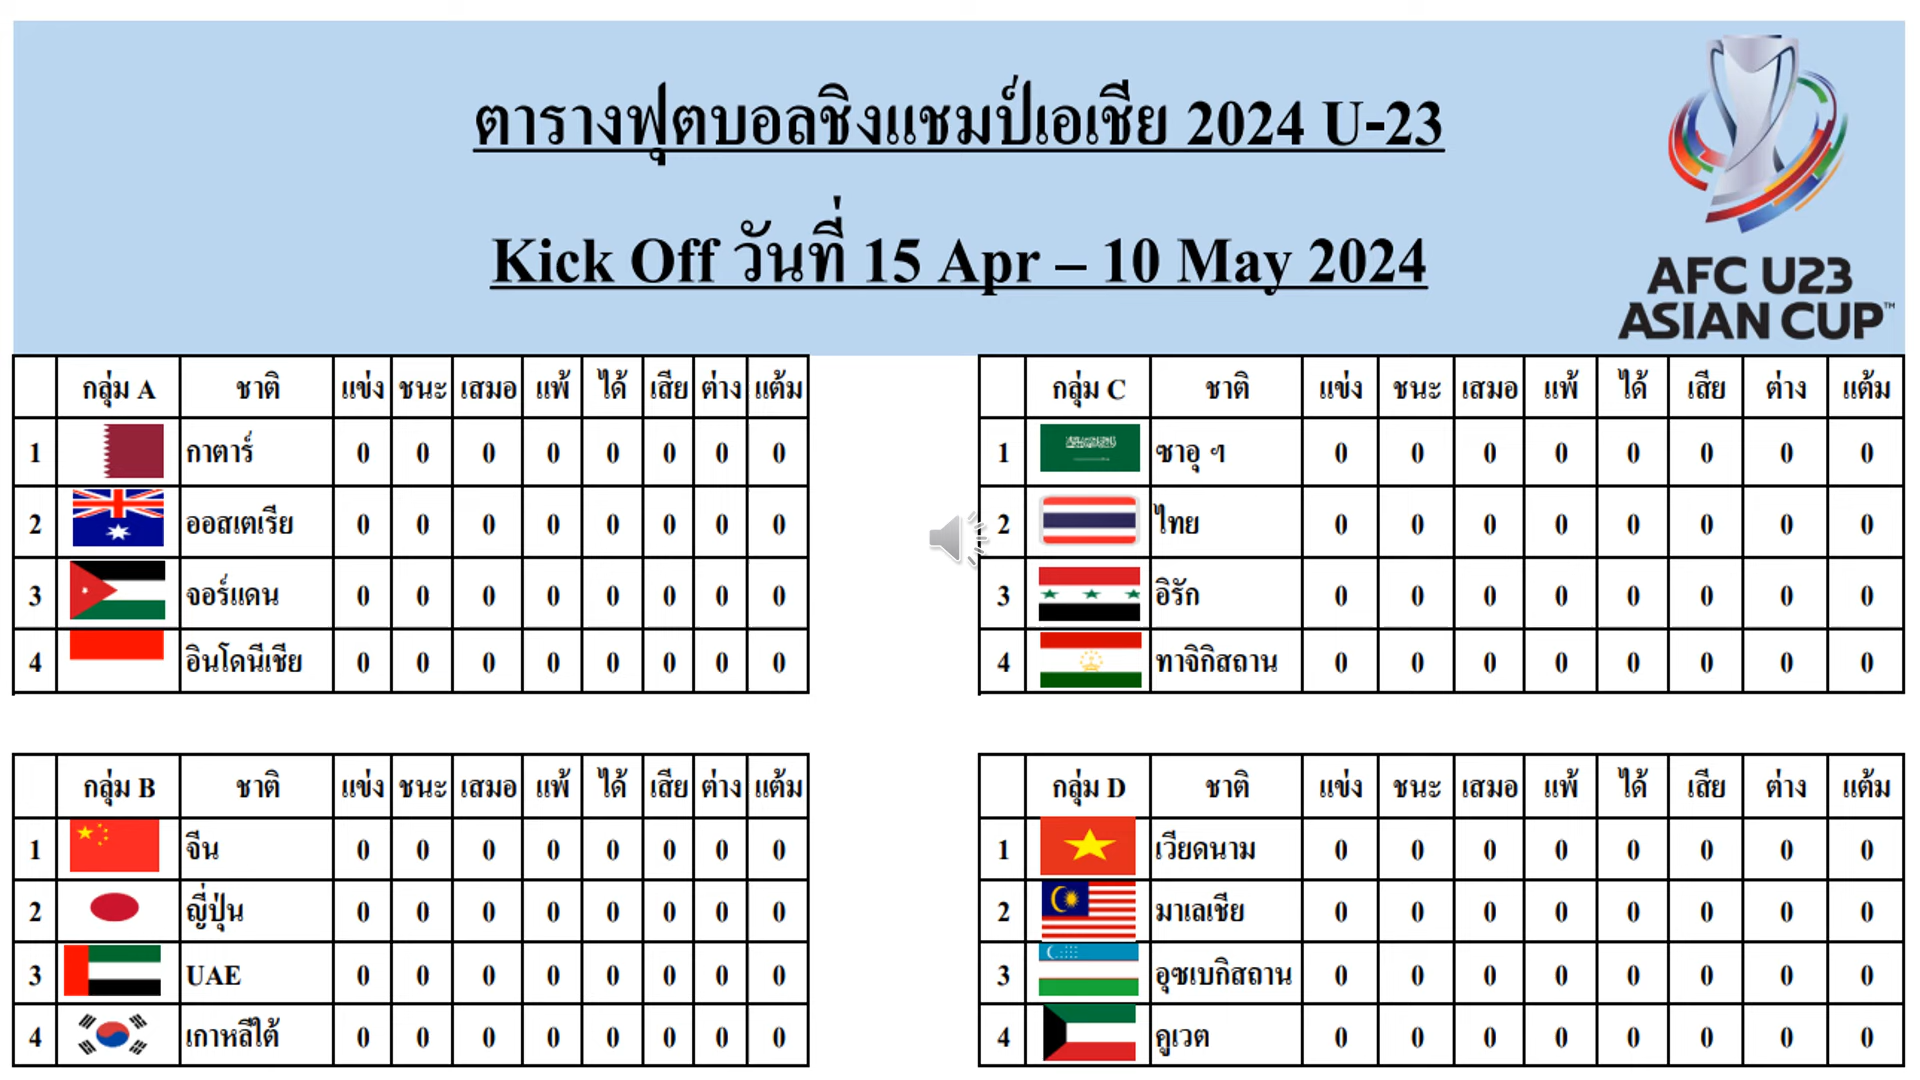 ตารางฟุตบอลชิงแชมป์เอเชีย 2024 U-23
Kick Off วันที่ 15 Apr – 10 May 2024
AFC U23
ASIAN CUP™
กลุ่ม A ชาติ แข่ง ชนะ เสมอ แพ้ ได้ เสีย ต่าง แต้ม
1 กาตาร์ 0 0 0 0 0 0 0 0
2 ออสเตเรีย 0 0 0 0 0 0 0 0
3 จอร์แดน 0 0 0 0 0 0 0 0
4 อินโดนีเซีย 0 0 0 0 0 0 0 0
กลุ่ม C ชาติ แข่ง ชนะ เสมอ แพ้ ได้ เสีย ต่าง แต้ม
1 ซาอุ ฯ 0 0 0 0 0 0 0 0
2 ไทย 0 0 0 0 0 0 0 0
3 อิรัก 0 0 0 0 0 0 0 0
4 ทาจิกิสถาน 0 0 0 0 0 0 0 0
กลุ่ม B ชาติ แข่ง ชนะ เสมอ แพ้ ได้ เสีย ต่าง แต้ม
1 จีน 0 0 0 0 0 0 0 0
2 ญี่ปุ่น 0 0 0 0 0 0 0 0
3 UAE 0 0 0 0 0 0 0 0
4 เกาหลีใต้ 0 0 0 0 0 0 0 0
กลุ่ม D ชาติ แข่ง ชนะ เสมอ แพ้ ได้ เสีย ต่าง แต้ม
1 เวียดนาม 0 0 0 0 0 0 0 0
2 มาเลเซีย 0 0 0 0 0 0 0 0
3 อุซเบกิสถาน 0 0 0 0 0 0 0 0
4 คูเวต 0 0 0 0 0 0 0 0